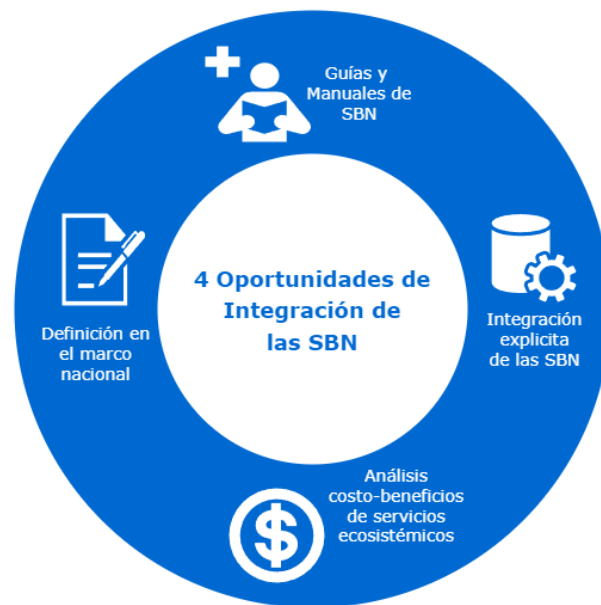 Guías y
Manuales de
SBN
4 Oportunidades de
Integración de
las SBN
Definición en
el marco
nacional
Integración
explicita
de las SBN
Análisis
costo-beneficios
de servicios
ecosistémicos
$